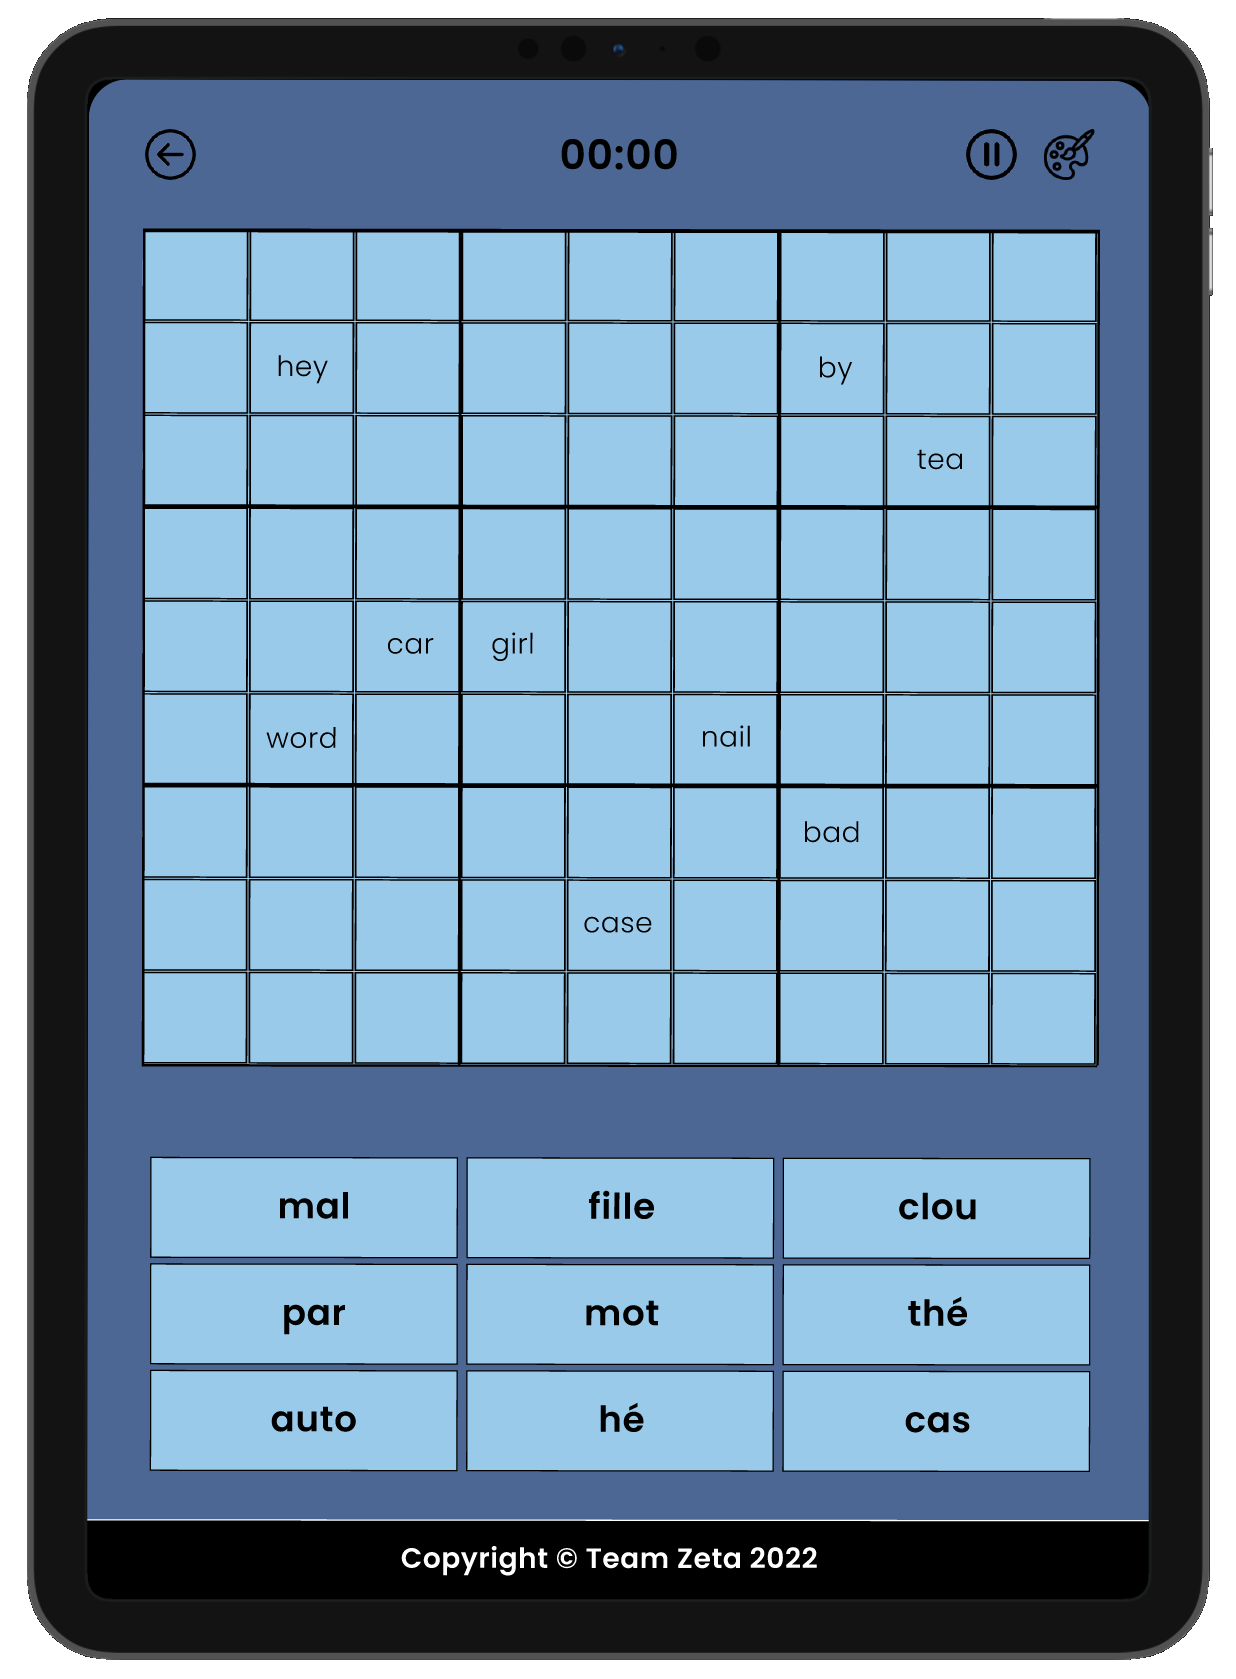 00:00
hey by
tea
car girl
word nail
bad
case
mal fille clou
par mot thé
auto hé cas
Copyright © Team Zeta 2022